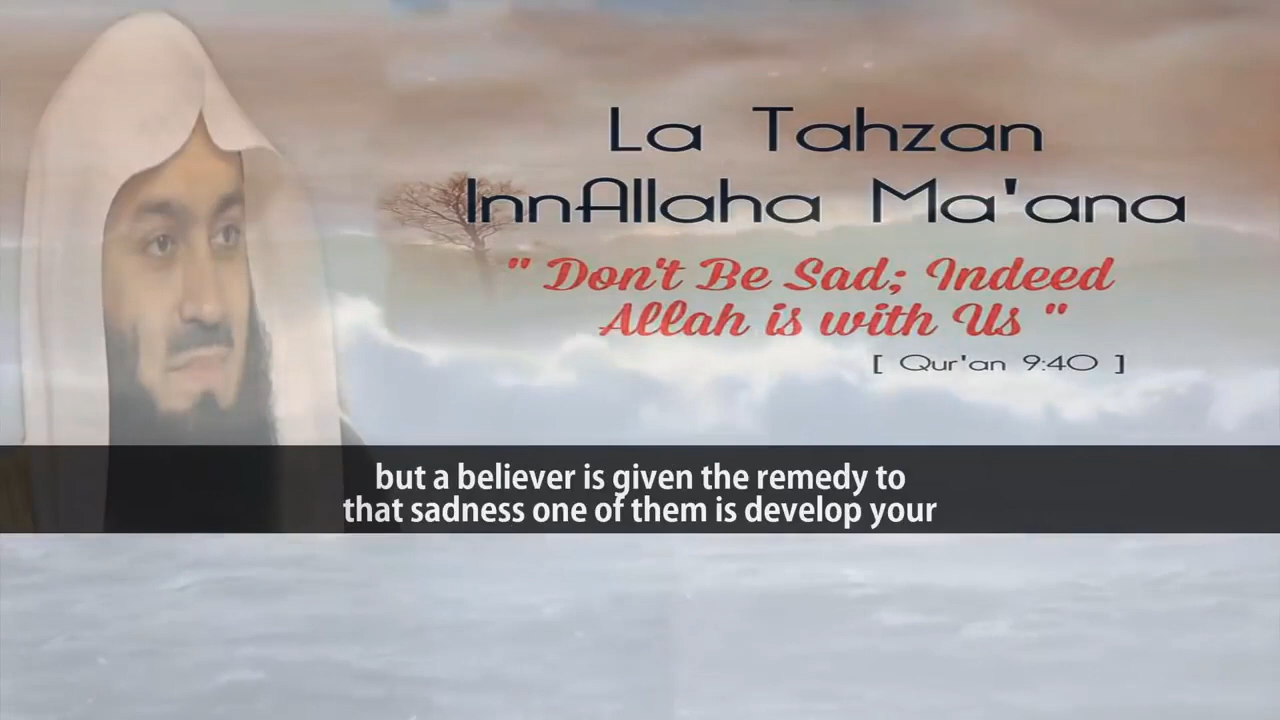 La Tahzan
InnAllaha Ma'ana
" Don't Be Sad; Indeed
Allah is with Us "
[ Qur'an 9:40 ]
but a believer is given the remedy to
that sadness one of them is develop your